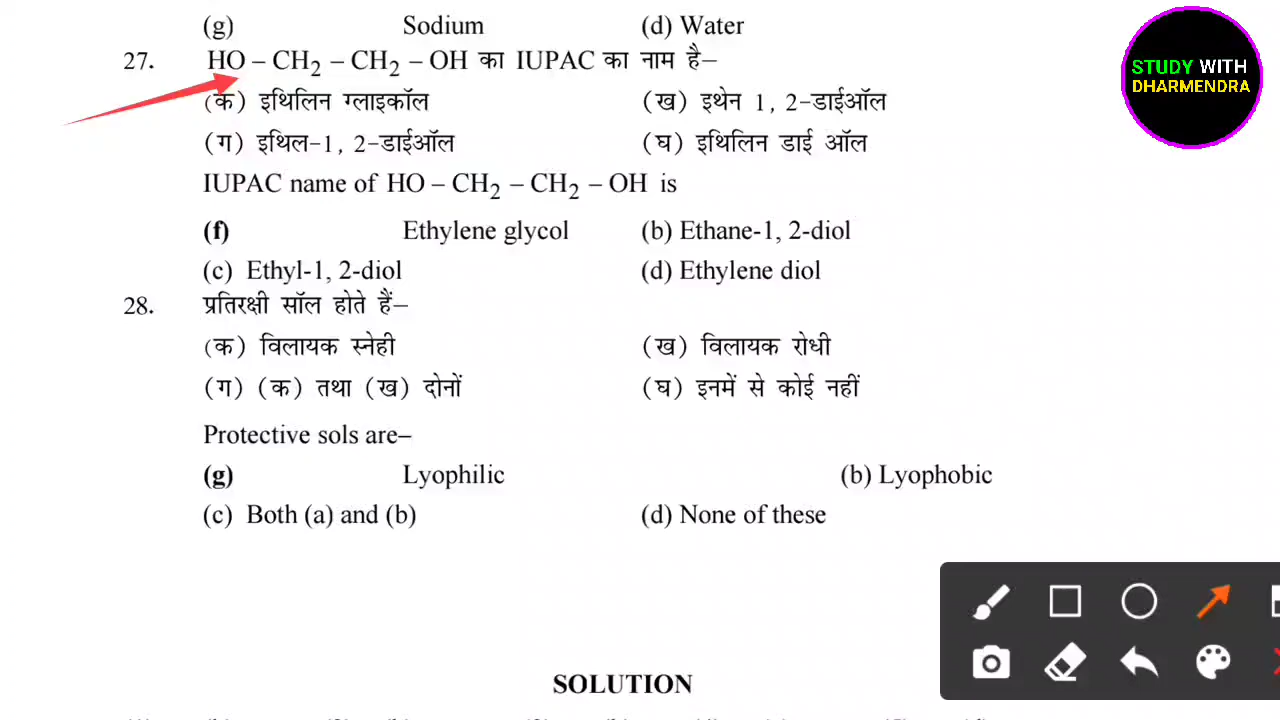 (g) Sodium (d) Water
27. HO – CH2 – CH2 – OH का IUPAC का नाम है–
(क) इथिलिन ग्लाइकॉल (ख) इथेन 1, 2-डाईऑल
(ग) इथिल-1, 2-डाईऑल (घ) इथिलिन डाई ऑल
IUPAC name of HO – CH2 – CH2 – OH is
(f) Ethylene glycol (b) Ethane-1, 2-diol
(c) Ethyl-1, 2-diol (d) Ethylene diol
28. प्रतिरक्षी सॉल होते हैं–
(क) विलायक स्नेही (ख) विलायक रोधी
(ग) (क) तथा (ख) दोनों (घ) इनमें से कोई नहीं
Protective sols are–
(g) Lyophilic (b) Lyophobic
(c) Both (a) and (b) (d) None of these
SOLUTION
STUDY WITH
DHARMENDRA